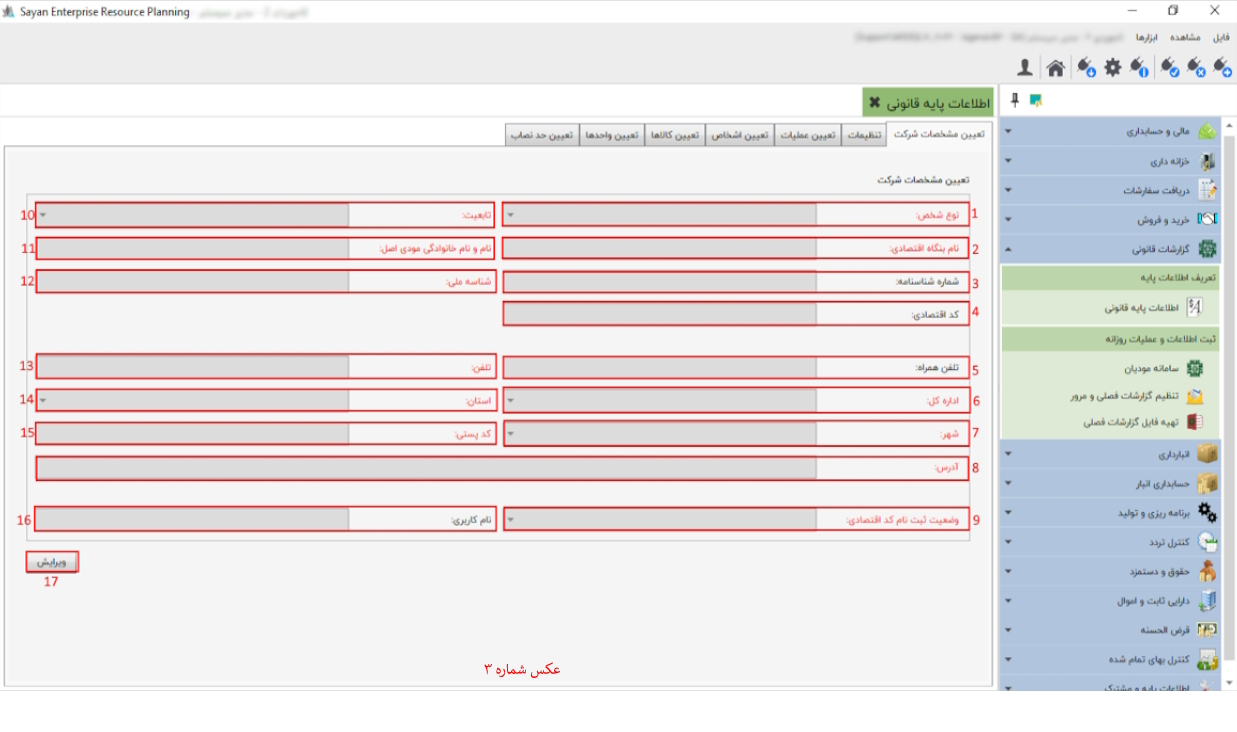 Sayan Enterprise Resource Planning
فایل مشاهده ابزارها
اطلاعات پایه قانونی ✖
تعیین مشخصات شرکت تنظیمات تعیین عملیات تعیین اشخاص تعیین کالاها تعیین واحدها تعیین حد نصاب
تعیین مشخصات شرکت
1 نوع شخص: تابعیت: 10
2 نام بنگاه اقتصادی: نام و نام خانوادگی مودی اصل: 11
3 شماره شناسنامه: شناسه ملی: 12
4 کد اقتصادی:
5 تلفن همراه: تلفن: 13
6 اداره کل: استان: 14
7 شهر: کد پستی: 15
8 آدرس:
9 وضعیت ثبت نام کد اقتصادی: نام کاربری: 16
ویرایش
17
عکس شماره ۳
مالی و حسابداری
خزانه داری
دریافت سفارشات
خرید و فروش
گزارشات قانونی
تعریف اطلاعات پایه
اطلاعات پایه قانونی
ثبت اطلاعات و عملیات روزانه
سامانه مودیان
تنظیم گزارشات فصلی و مرور
تهیه فایل گزارشات فصلی
انبارداری
حسابداری انبار
برنامه ریزی و تولید
کنترل تردد
حقوق و دستمزد
دارایی ثابت و اموال
قرض الحسنه
کنترل بهای تمام شده
اطلاعات پایه و مشترک